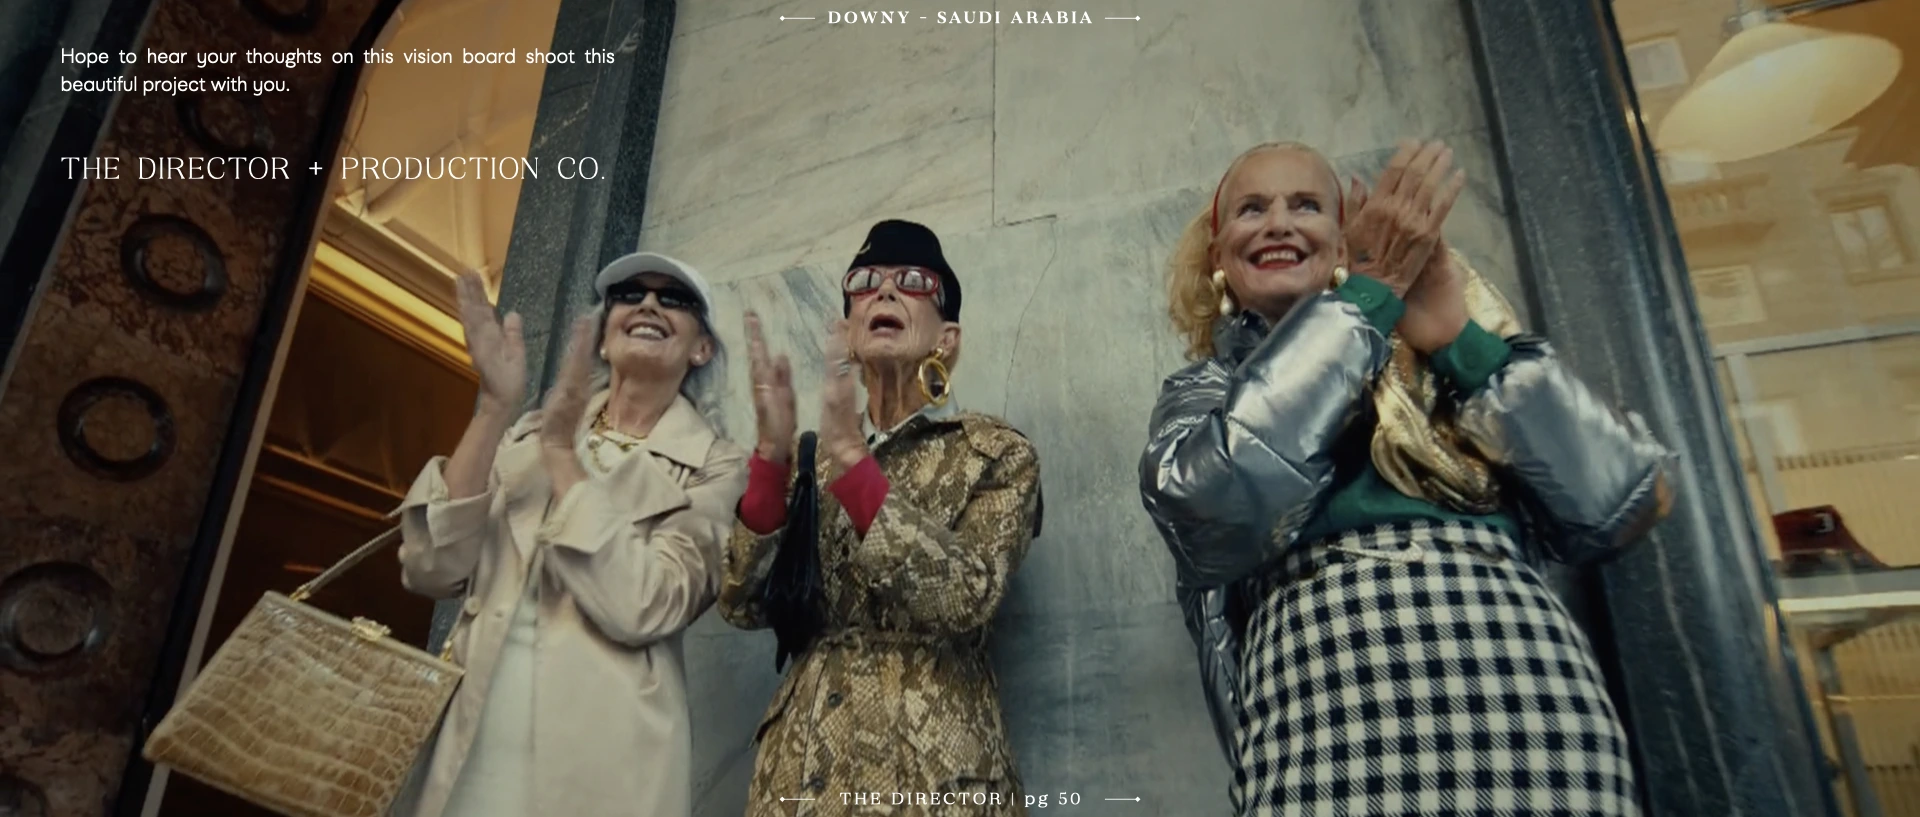 DOWNY - SAUDI ARABIA
Hope to hear your thoughts on this vision board shoot this
beautiful project with you.
THE DIRECTOR + PRODUCTION CO.
THE DIRECTOR | pg 50